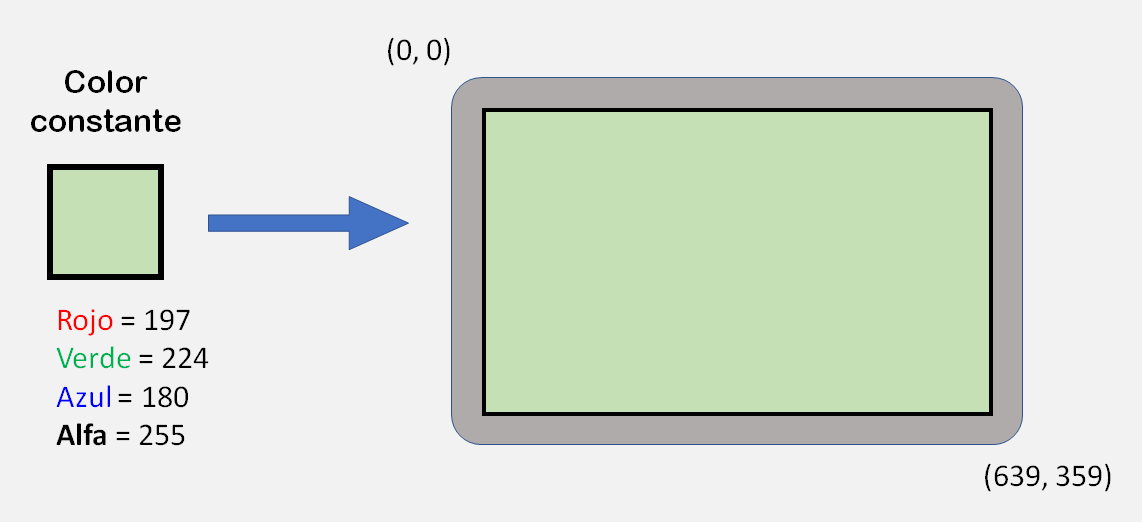 Color
constante
Rojo = 197
Verde = 224
Azul = 180
Alfa = 255
(0, 0)
(639, 359)